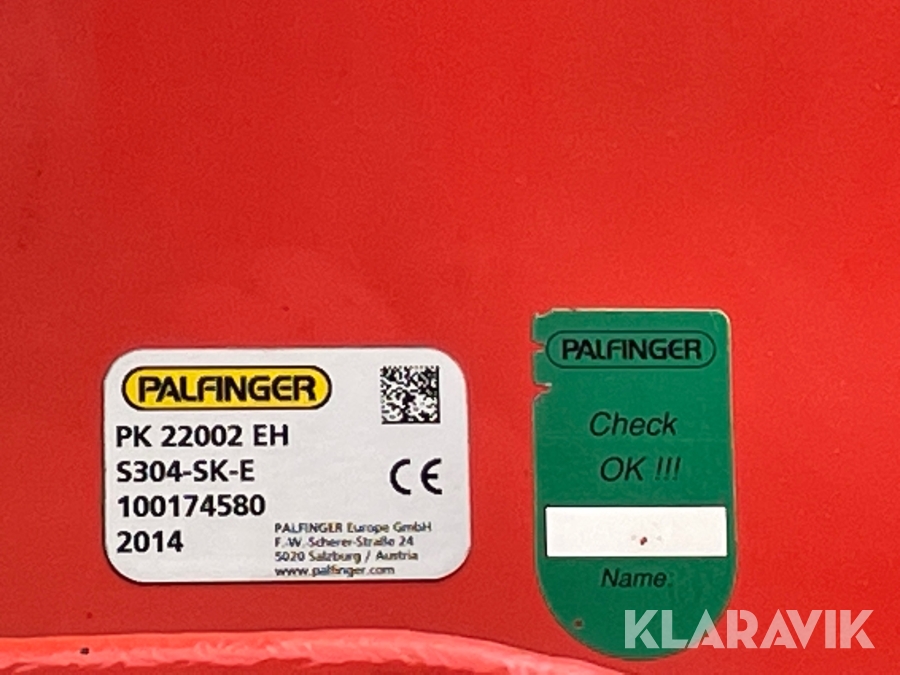 PALFINGER
PK 22002 EH
S304-SK-E
100174580
2014
CE
PALFINGER Europe GmbH
F.-W.-Scherer-Straße 24
5020 Salzburg / Austria
www.palfinger.com
PALFINGER
Check
OK !!!
Name:
KLARAVIK